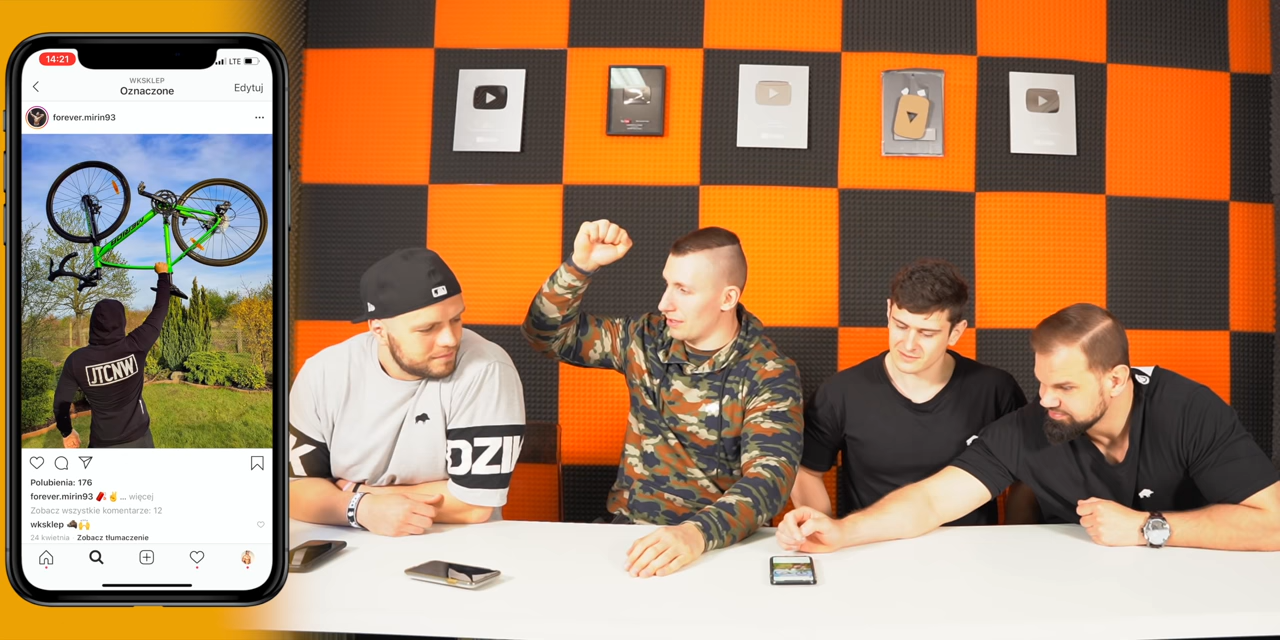 14:21
LTE
WKSKLEP
Oznaczone
Edytuj
forever.mirin93
JTCNW
Polubienia: 176
forever.mirin93 🧨✌️ ... więcej
Zobacz wszystkie komentarze: 12
wksklep 🙌
24 kwietnia · Zobacz tłumaczenie
K
DZIK